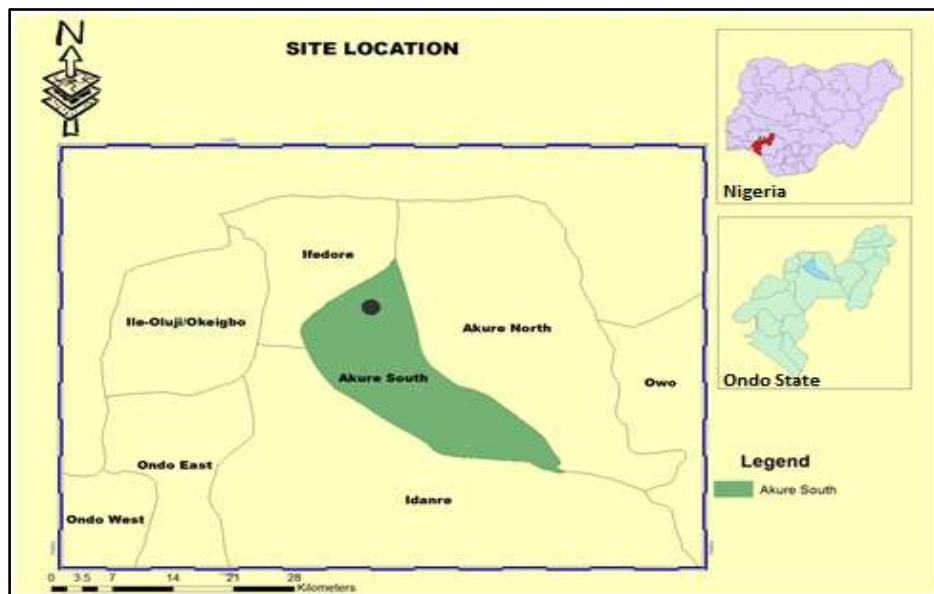 N
SITE LOCATION
Nigeria
Ondo State
Ifedore
Ile-Oluji/Okeigbo
Akure North
Akure South
Owo
Ondo East
Idanre
Ondo West
Legend
Akure South
0 3.5 7 14 21 28
Kilometers